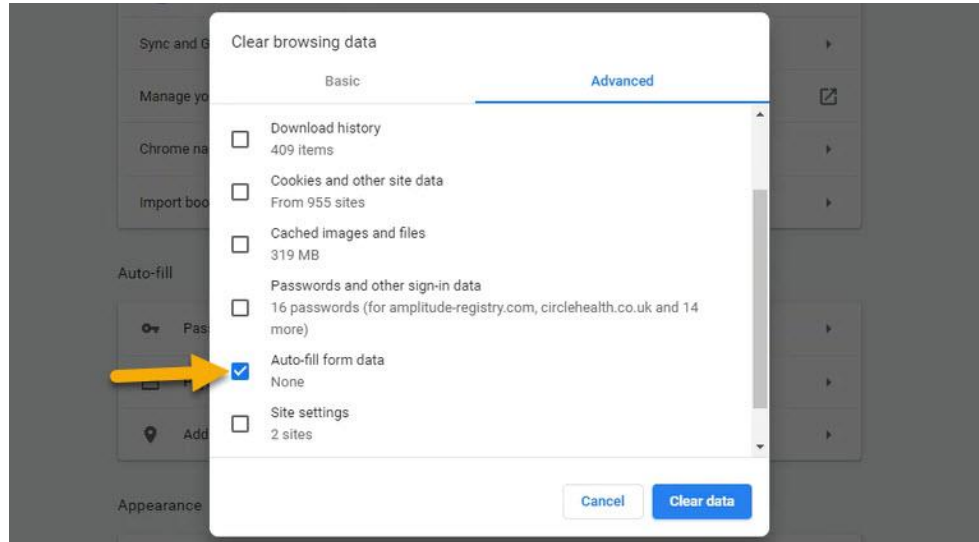 Sync and G
Clear browsing data
Basic
Advanced
Manage yo
Download history
409 items
Chrome na
Cookies and other site data
From 955 sites
Import boo
Cached images and files
319 MB
Auto-fill
Passwords and other sign-in data
16 passwords (for amplitude-registry.com, circlehealth.co.uk and 14
more)
Pas
Auto-fill form data
None
Site settings
2 sites
Add
Cancel
Clear data
Appearance